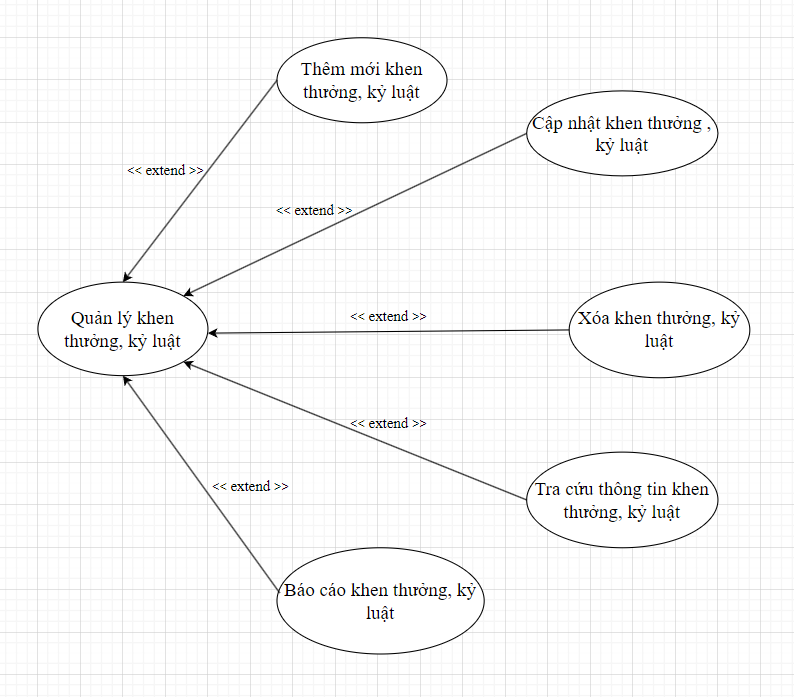 Thêm mới khen
thưởng, kỷ luật
Cập nhật khen thưởng ,
kỷ luật
<< extend >>
<< extend >>
Quản lý khen
thưởng, kỷ luật
<< extend >>
Xóa khen thưởng, kỷ
luật
<< extend >>
Tra cứu thông tin khen
thưởng, kỷ luật
<< extend >>
Báo cáo khen thưởng, kỷ
luật